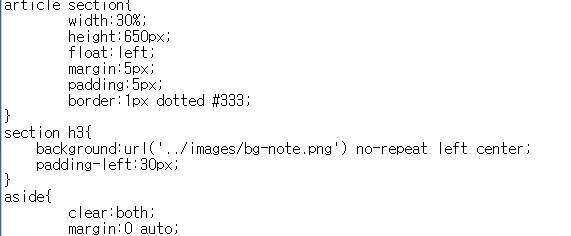 article section{
width:30%;
height:650px;
float:left;
margin:5px;
padding:5px;
border:1px dotted #333;
}
section h3{
background:url('../images/bg-note.png') no-repeat left center;
padding-left:30px;
}
aside{
clear:both;
margin:0 auto;